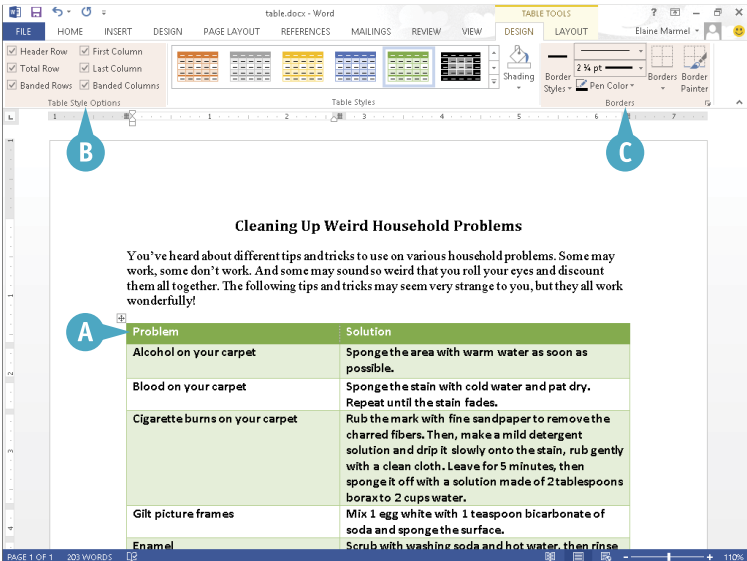 table.docx - Word
TABLE TOOLS
FILE HOME INSERT DESIGN PAGE LAYOUT REFERENCES MAILINGS REVIEW VIEW DESIGN LAYOUT Elaine Marmel
Header Row First Column
Total Row Last Column
Banded Rows Banded Columns
Table Style Options
Table Styles
Shading
Border Styles
2 ¼ pt
Pen Color
Borders
Border Painter
Borders
B
C
1 1 2 3 4 5 6 7
Cleaning Up Weird Household Problems
You've heard about different tips and tricks to use on various household problems. Some may
work, some don't work. And some may sound so weird that you roll your eyes and discount
them all together. The following tips and tricks may seem very strange to you, but they all work
wonderfully!
A
Problem Solution
Alcohol on your carpet Sponge the area with warm water as soon as
possible.
Blood on your carpet Sponge the stain with cold water and pat dry.
Repeat until the stain fades.
Cigarette burns on your carpet Rub the mark with fine sandpaper to remove the
charred fibers. Then, make a mild detergent
solution and drip it slowly onto the stain, rub gently
with a clean cloth. Leave for 5 minutes, then
sponge it off with a solution made of 2 tablespoons
borax to 2 cups water.
Gilt picture frames Mix 1 egg white with 1 teaspoon bicarbonate of
soda and sponge the surface.
Enamel Scrub with washing soda and hot water, then rinse
PAGE 1 OF 1 203 WORDS 110%